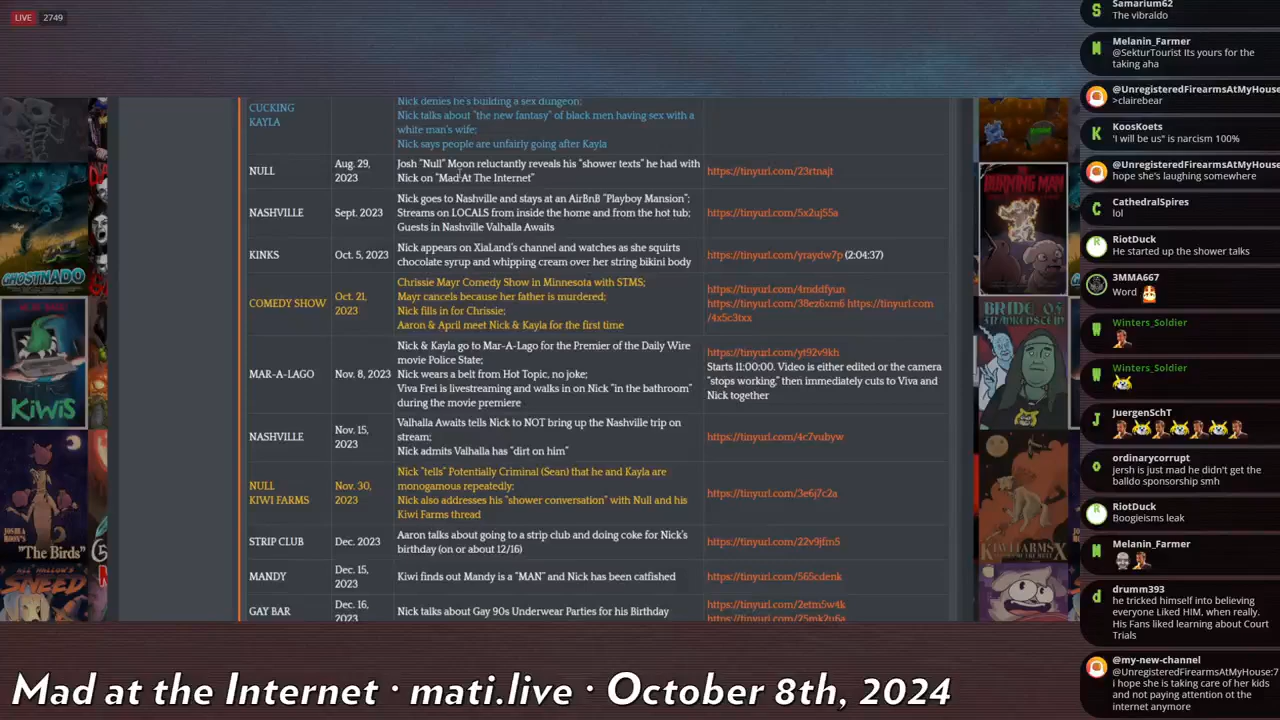 LIVE 2749
CUCKING
KAYLA
Nick denies he's building a sex dungeon;
Nick talks about "the new fantasy" of black men having sex with a
white man's wife;
Nick says people are unfairly going after Kayla
NULL
Aug. 29,
2023
Josh "Null" Moon reluctantly reveals his "shower texts" he had with
Nick on "Mad At The Internet"
https://tinyurl.com/23rtnajt
NASHVILLE
Sept. 2023
Nick goes to Nashville and stays at an AirBnB "Playboy Mansion";
Streams on LOCALS from inside the home and from the hot tub;
Guests in Nashville Valhalla Awaits
https://tinyurl.com/5x2uj55a
KINKS
Oct. 5, 2023
Nick appears on XiaLand's channel and watches as she squirts
chocolate syrup and whipping cream over her string bikini body
https://tinyurl.com/yraydw7p (2:04:37)
COMEDY SHOW
Oct. 21,
2023
Chrissie Mayr Comedy Show in Minnesota with STMS;
Mayr cancels because her father is murdered;
Nick fills in for Chrissie;
Aaron & April meet Nick & Kayla for the first time
https://tinyurl.com/4mddfyun
https://tinyurl.com/38ez6xm6 https://tinyurl.com
/4x5c3txx
MAR-A-LAGO
Nov. 8, 2023
Nick & Kayla go to Mar-A-Lago for the Premier of the Daily Wire
movie Police State;
Nick wears a belt from Hot Topic, no joke;
Viva Frei is livestreaming and walks in on Nick "in the bathroom"
during the movie premiere
https://tinyurl.com/yt92v9kh
Starts 11:00:00. Video is either edited or the camera
"stops working," then immediately cuts to Viva and
Nick together
NASHVILLE
Nov. 15,
2023
Valhalla Awaits tells Nick to NOT bring up the Nashville trip on
stream;
Nick admits Valhalla has "dirt on him"
https://tinyurl.com/4c7vubyw
NULL
KIWI FARMS
Nov. 30,
2023
Nick "tells" Potentially Criminal (Sean) that he and Kayla are
monogamous repeatedly;
Nick also addresses his "shower conversation" with Null and his
Kiwi Farms thread
https://tinyurl.com/3e6j7c2a
STRIP CLUB
Dec. 2023
Aaron talks about going to a strip club and doing coke for Nick's
birthday (on or about 12/16)
https://tinyurl.com/22v9jfm5
MANDY
Dec. 15,
2023
Kiwi finds out Mandy is a "MAN" and Nick has been catfished
https://tinyurl.com/565cdenk
GAY BAR
Dec. 16,
2023
Nick talks about Gay 90s Underwear Parties for his Birthday
https://tinyurl.com/2etm5w4k
https://tinyurl.com/25mk2u6a
GHOSTNADO
KiWiS
"The Birds"
SNEED
THE BURNING MAN
BRIDE OF
FRANKENSTEIN
KIWI FARMS X
Samarium62
The vibraldo
Melanin_Farmer
@SekturTourist Its yours for the
taking aha
@UnregisteredFirearmsAtMyHouse
>clairebear
KoosKoets
'I will be us" is narcism 100%
@UnregisteredFirearmsAtMyHouse
hope she's laughing somewhere
CathedralSpires
lol
RiotDuck
He started up the shower talks
3MMA667
Word
Winters_Soldier
Winters_Soldier
JuergenSchT
ordinarycorrupt
jersh is just mad he didn't get the
balldo sponsorship smh
RiotDuck
Boogieisms leak
Melanin_Farmer
drumm393
he tricked himself into believing
everyone Liked HIM, when really.
His Fans liked learning about Court
Trials
@my-new-channel
@UnregisteredFirearmsAtMyHouse:7
i hope she is taking care of her kids
and not paying attention ot the
internet anymore
Mad at the Internet · mati.live · October 8th, 2024